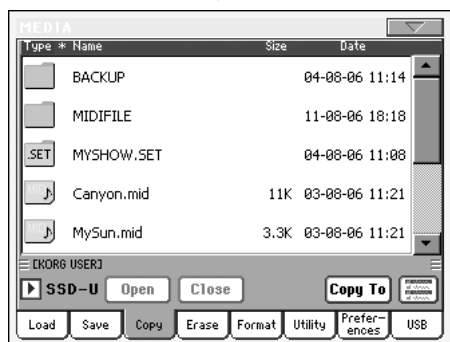 MEDIA
Type * Name Size Date
BACKUP 04-08-06 11:14
MIDIFILE 11-08-06 18:18
.SET MYSHOW.SET 04-08-06 11:08
MID Canyon.mid 11K 03-08-06 11:21
MySun.mid 3.3K 03-08-06 11:21
[KORG USER]
SSD-U Open Close Copy To
Load Save Copy Erase Format Utility Prefer-
ences USB